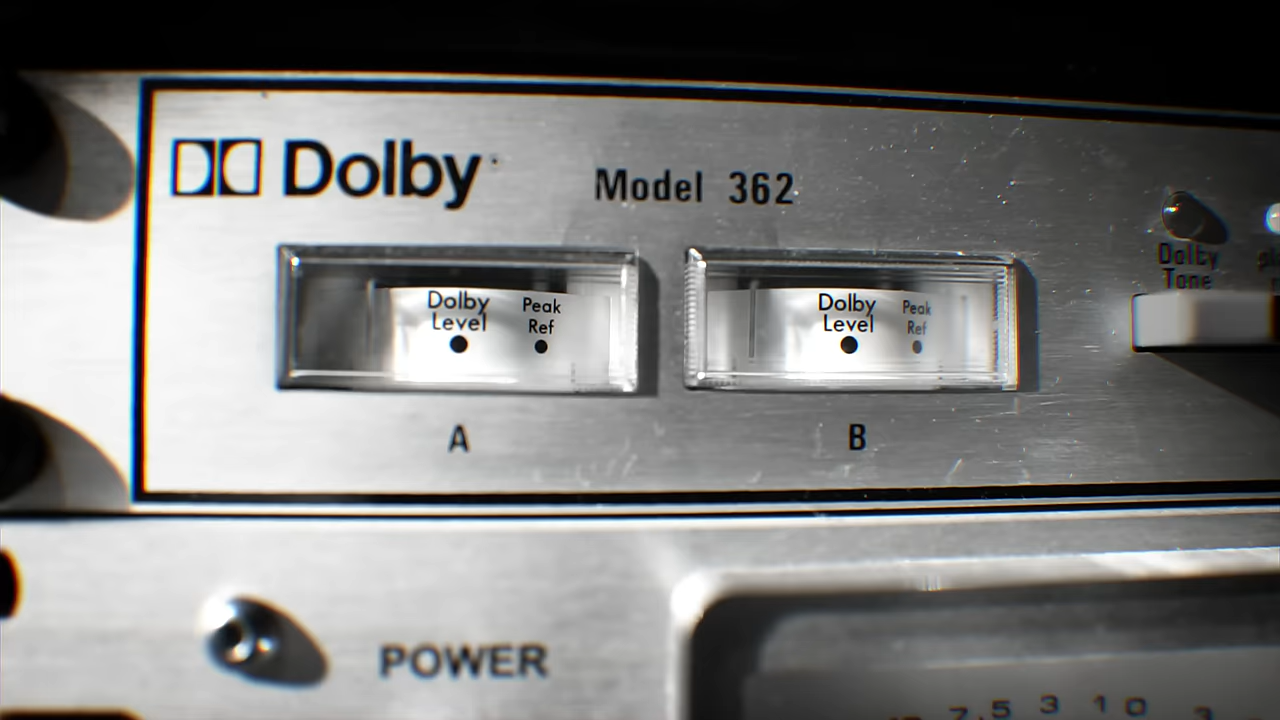 Dolby
Model 362
Dolby
Level
Peak
Ref
Dolby
Level
Peak
Ref
Dolby
Tone
A
B
POWER
7.5 3 1 0